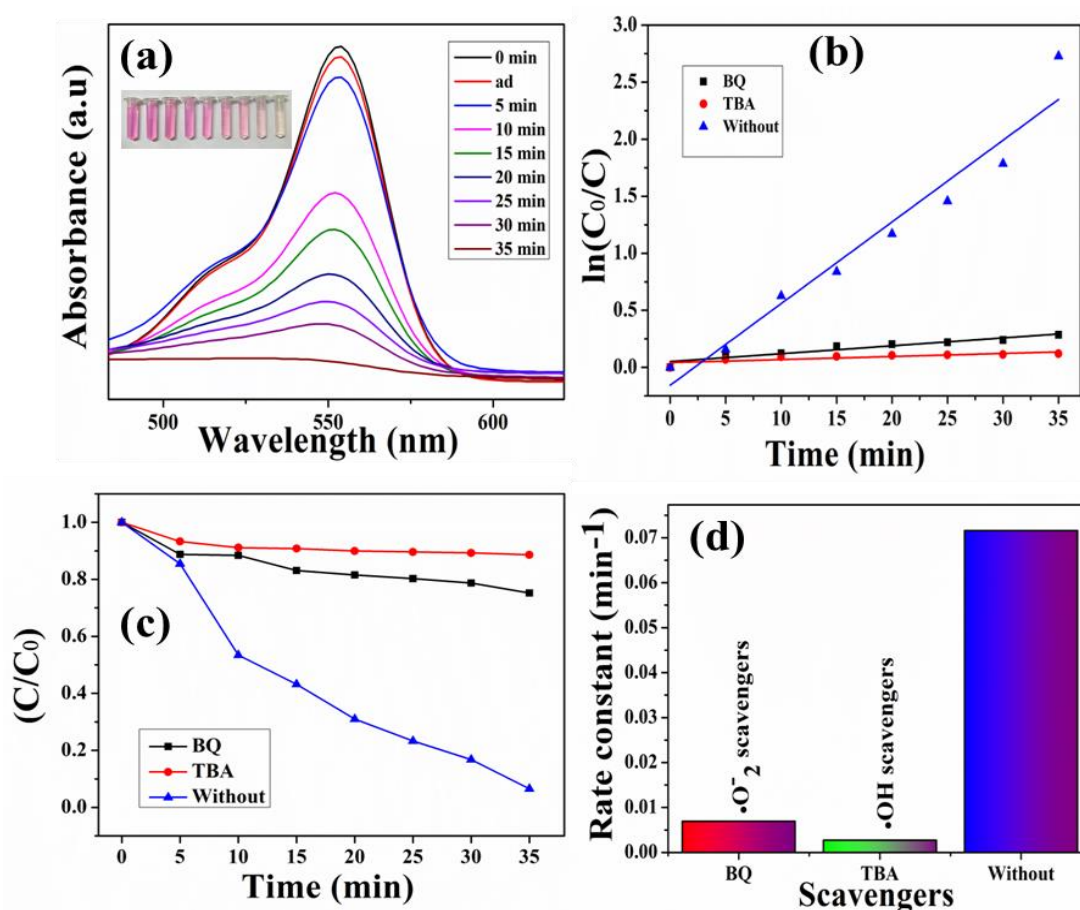 (a)
0 min
ad
5 min
10 min
15 min
20 min
25 min
30 min
35 min
Absorbance (a.u)
500
550
600
Wavelength (nm)
(b)
BQ
TBA
Without
ln(C₀/C)
3.0
2.5
2.0
1.5
1.0
0.5
0.0
0 5 10 15 20 25 30 35
Time (min)
(c)
BQ
TBA
Without
(C/C₀)
1.0
0.8
0.6
0.4
0.2
0.0
0 5 10 15 20 25 30 35
Time (min)
(d)
Rate constant (min⁻¹)
0.07
0.06
0.05
0.04
0.03
0.02
0.01
0.00
•O⁻₂ scavengers
•OH scavengers
BQ TBA Without
Scavengers